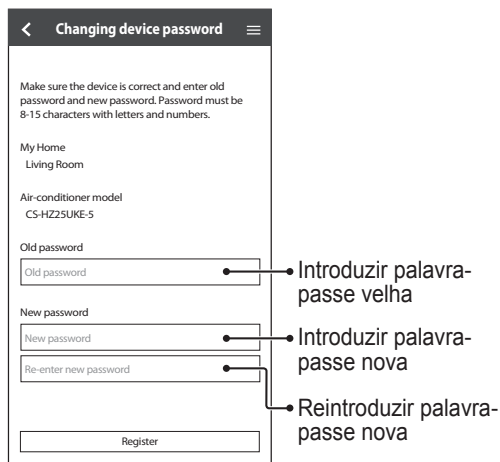 Changing device password
Make sure the device is correct and enter old
password and new password. Password must be
8-15 characters with letters and numbers.
My Home
Living Room
Air-conditioner model
CS-HZ25UKE-5
Old password
Old password
Introduzir palavra-
passe velha
New password
New password
Introduzir palavra-
passe nova
Re-enter new password
Reintroduzir palavra-
passe nova
Register